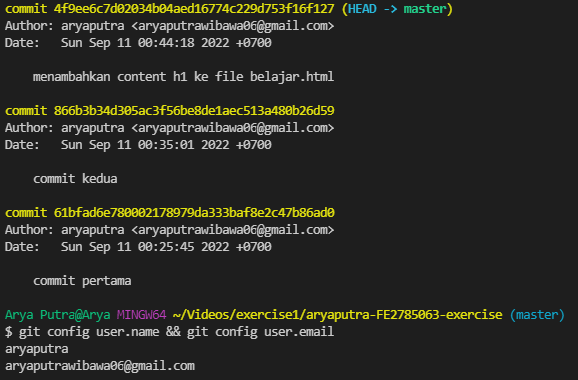 commit 4f9ee6c7d02034b04aed16774c229d753f16f127 (HEAD -> master)
Author: aryaputra <aryaputrawibawa06@gmail.com>
Date:   Sun Sep 11 00:44:18 2022 +0700
menambahkan content h1 ke file belajar.html
commit 866b3b34d305ac3f56be8de1aec513a480b26d59
Author: aryaputra <aryaputrawibawa06@gmail.com>
Date:   Sun Sep 11 00:35:01 2022 +0700
commit kedua
commit 61bfad6e780002178979da333baf8e2c47b86ad0
Author: aryaputra <aryaputrawibawa06@gmail.com>
Date:   Sun Sep 11 00:25:45 2022 +0700
commit pertama
Arya Putra@Arya MINGW64 ~/Videos/exercise1/aryaputra-FE2785063-exercise (master)
$ git config user.name && git config user.email
aryaputra
aryaputrawibawa06@gmail.com